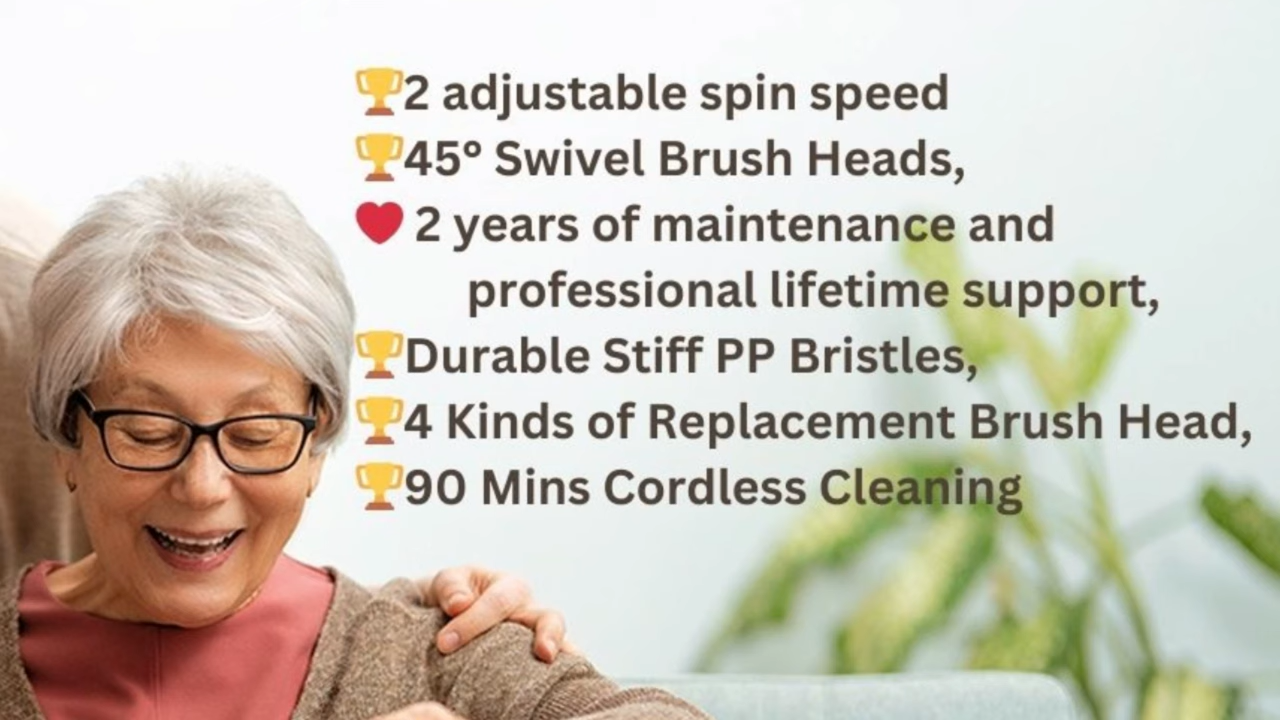 🏆2 adjustable spin speed
🏆45° Swivel Brush Heads,
❤️ 2 years of maintenance and
professional lifetime support,
🏆Durable Stiff PP Bristles,
🏆4 Kinds of Replacement Brush Head,
🏆90 Mins Cordless Cleaning